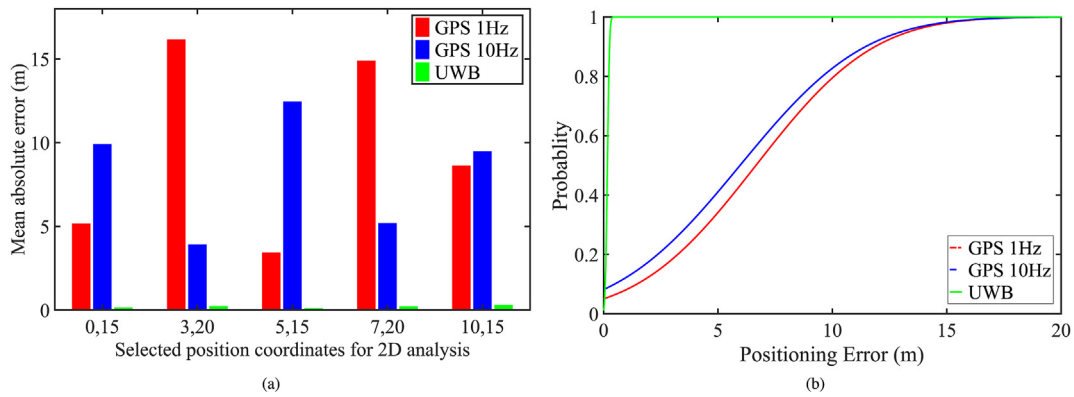 GPS 1Hz
GPS 10Hz
UWB
15
10
5
0
Mean absolute error (m)
0,15
3,20
5,15
7,20
10,15
Selected position coordinates for 2D analysis
(a)
1
0.8
0.6
0.4
0.2
0
Probablity
GPS 1Hz
GPS 10Hz
UWB
0
5
10
15
20
Positioning Error (m)
(b)